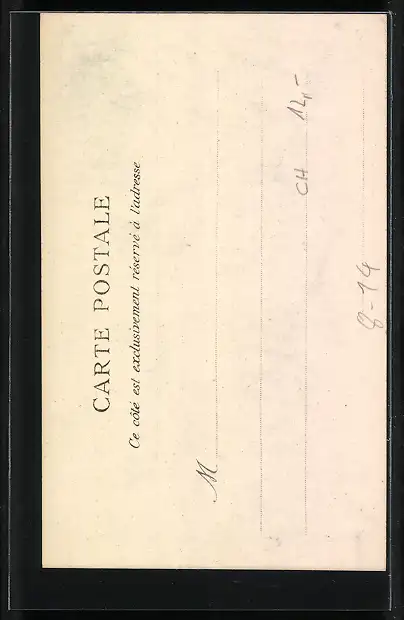 CARTE POSTALE
Ce côté est exclusivement réservé à l'adresse
M
CH 12,-
8-14